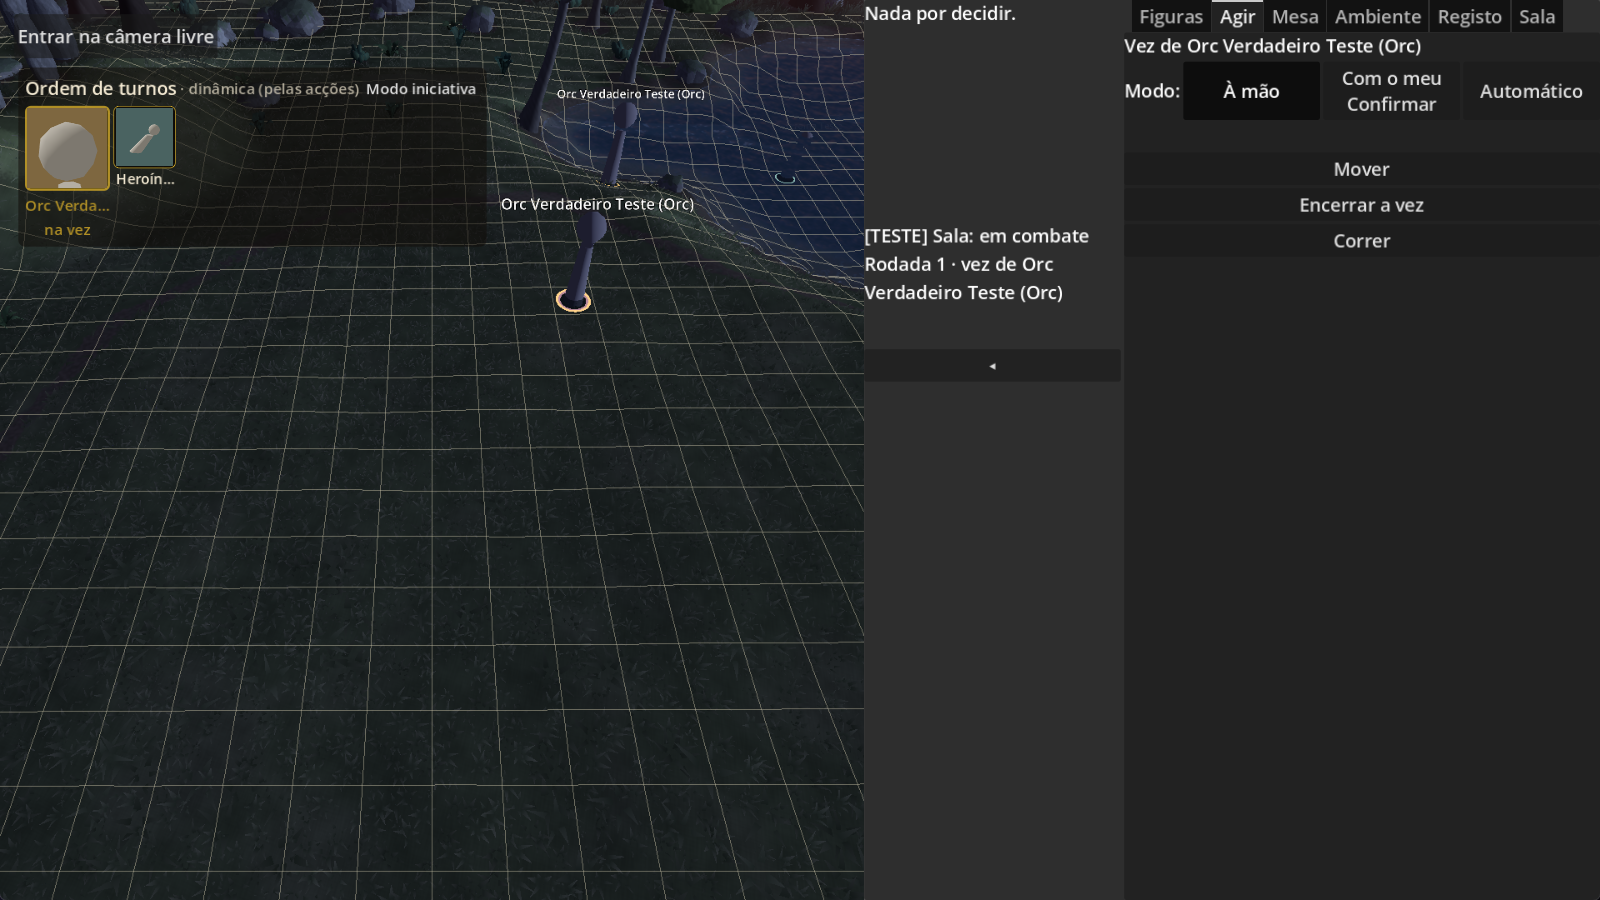 Entrar na câmera livre
Ordem de turnos · dinâmica (pelas acções) Modo iniciativa
Orc Verda...
na vez
Heroín...
Orc Verdadeiro Teste (Orc)
Orc Verdadeiro Teste (Orc)
Nada por decidir.
[TESTE] Sala: em combate
Rodada 1 · vez de Orc
Verdadeiro Teste (Orc)
Figuras Agir Mesa Ambiente Registo Sala
Vez de Orc Verdadeiro Teste (Orc)
Modo: À mão
Com o meu
Confirmar
Automático
Mover
Encerrar a vez
Correr